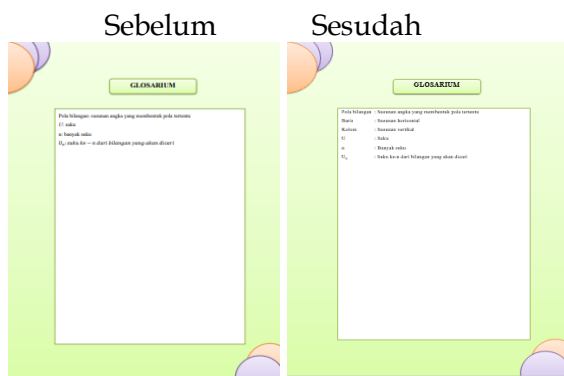 Sebelum
Sesudah
GLOSARIUM
Pola bilangan: susunan angka yang membentuk pola tertentu
U: suku
n: banyak suku
Uₙ: suku ke − n dari bilangan yang akan dicari
GLOSARIUM
Pola bilangan : Susunan angka yang membentuk pola tertentu
Baris : Susunan horizontal
Kolom : Susunan vertikal
U : Suku
n : Banyak suku
Uₙ : Suku ke-n dari bilangan yang akan dicari